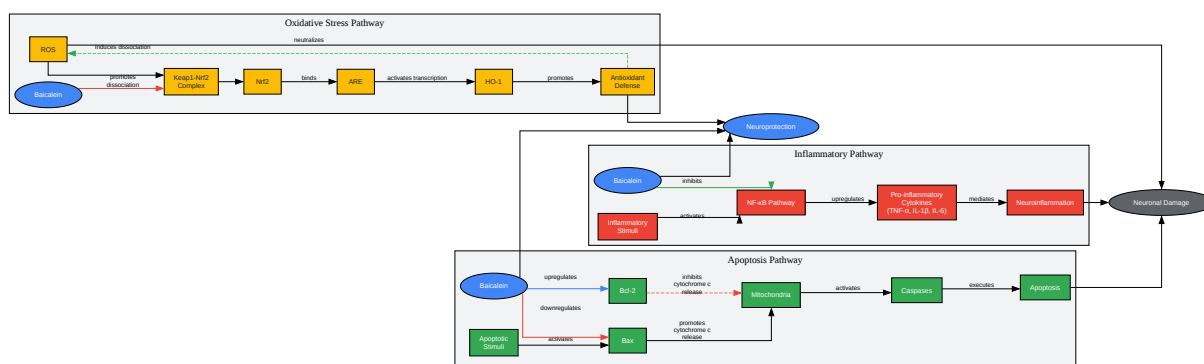 Oxidative Stress Pathway
neutralizes
ROS
induces dissociation
Keap1-Nrf2
Complex
Nrf2
binds
ARE
activates transcription
HO-1
promotes
Antioxidant
Defense
promotes
dissociation
Baicalein
Neuroprotection
Inflammatory Pathway
Baicalein
inhibits
NF-κB Pathway
upregulates
Pro-inflammatory
Cytokines
(TNF-α, IL-1β, IL-6)
mediates
Neuroinflammation
Neuronal Damage
Inflammatory
Stimuli
activates
Apoptosis Pathway
Baicalein
upregulates
Bcl-2
inhibits
cytochrome c
release
Mitochondria
activates
Caspases
executes
Apoptosis
downregulates
Apoptotic
Stimuli
activates
Bax
promotes
cytochrome c
release